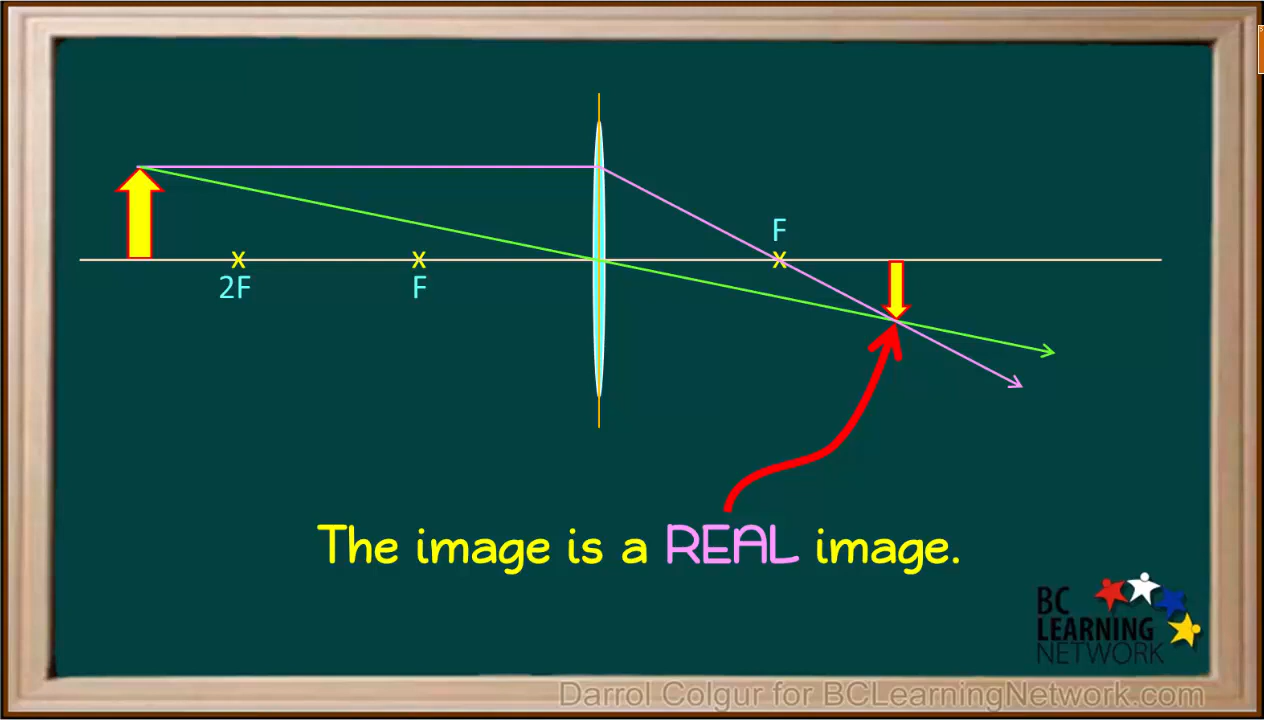 F
2F
F
The image is a REAL image.
BC
LEARNING
NETWORK
Darrol Colgur for BCLearningNetwork.com